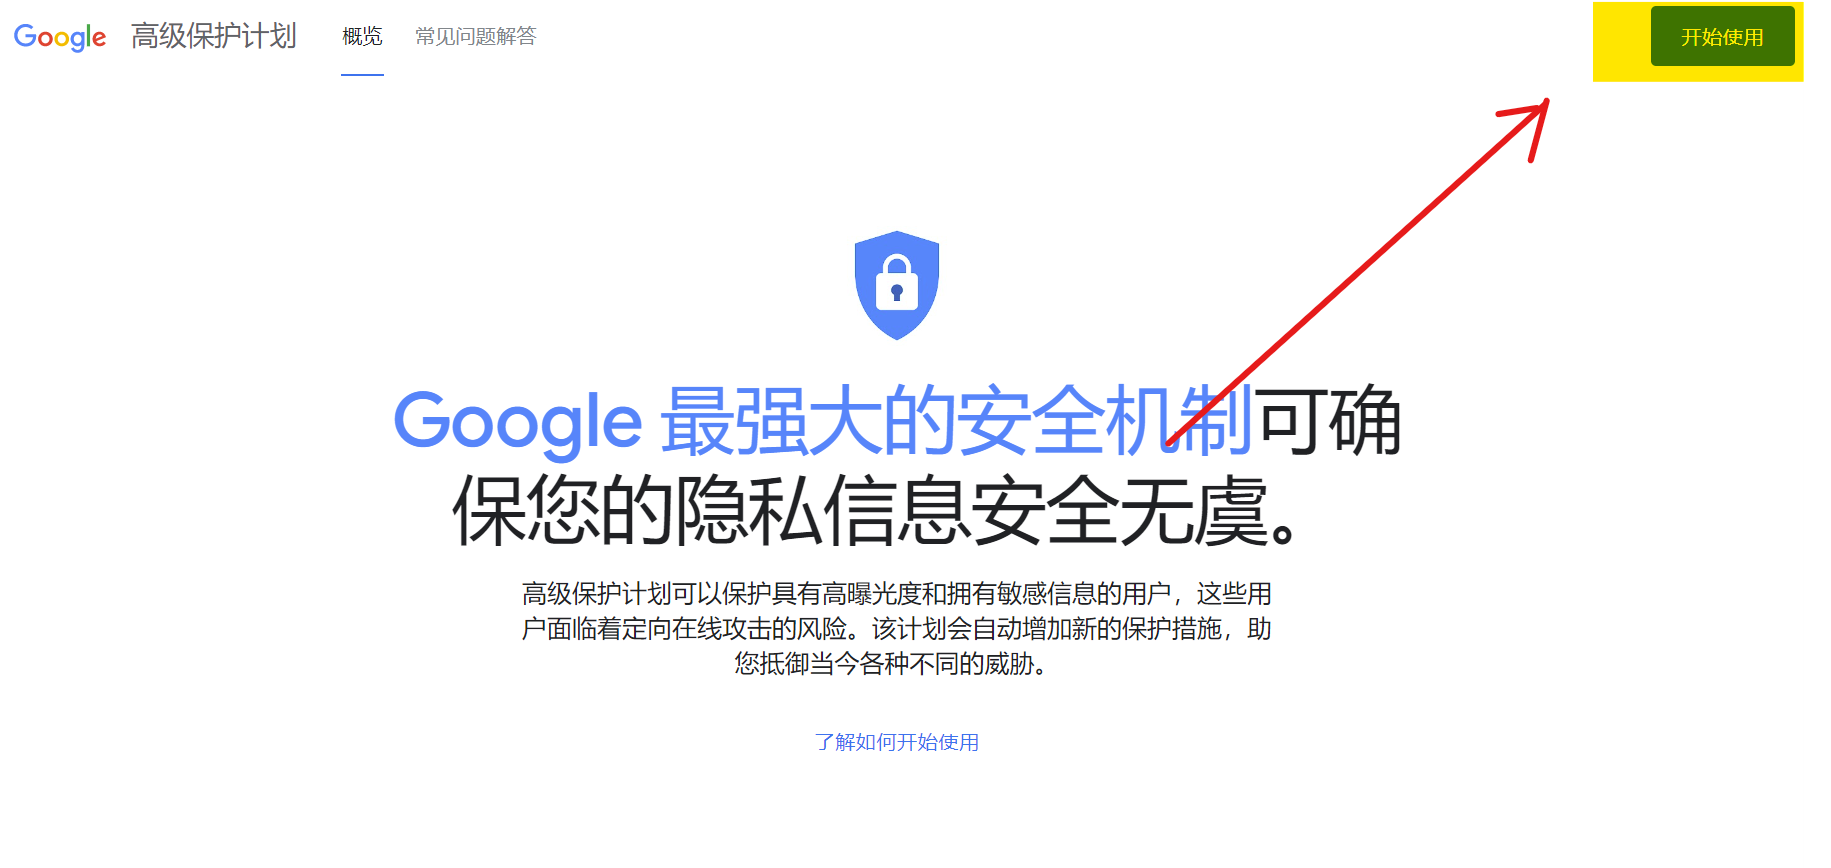 Google 高级保护计划 概览 常见问题解答 开始使用
Google 最强大的安全机制可确
保您的隐私信息安全无虞。
高级保护计划可以保护具有高曝光度和拥有敏感信息的用户，这些用
户面临着定向在线攻击的风险。该计划会自动增加新的保护措施，助
您抵御当今各种不同的威胁。
了解如何开始使用